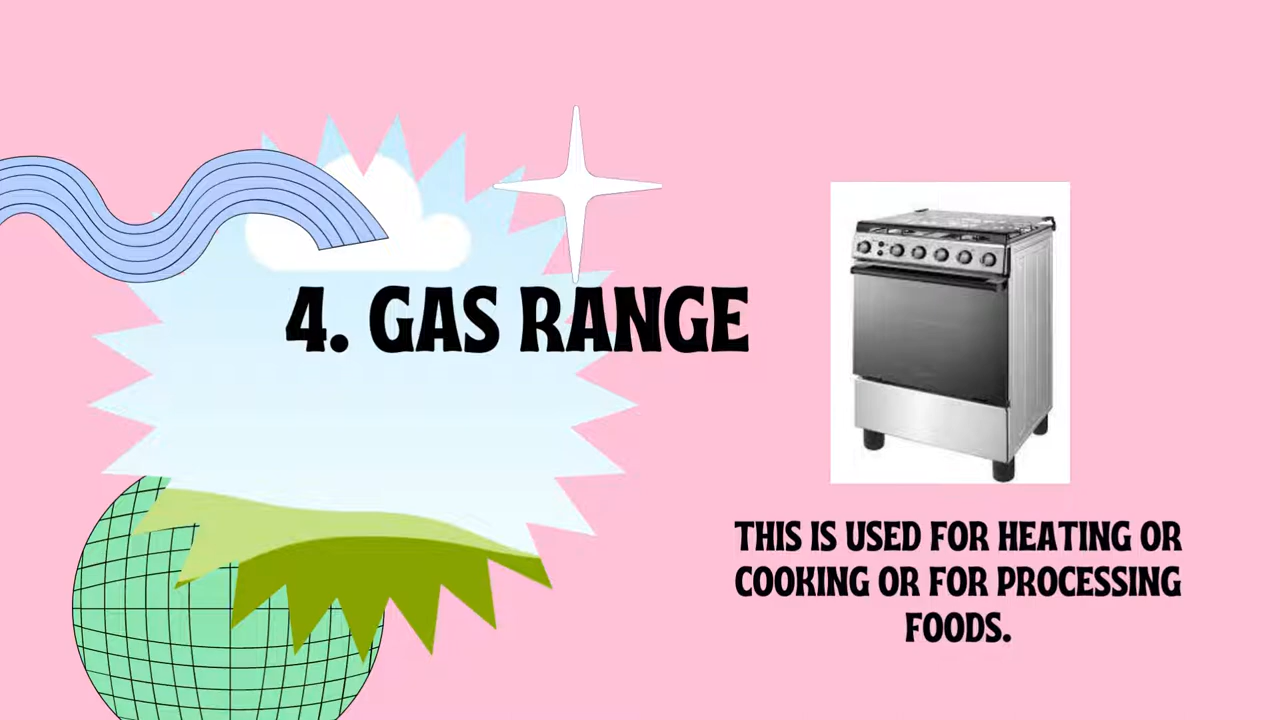 4. GAS RANGE
THIS IS USED FOR HEATING OR
COOKING OR FOR PROCESSING
FOODS.